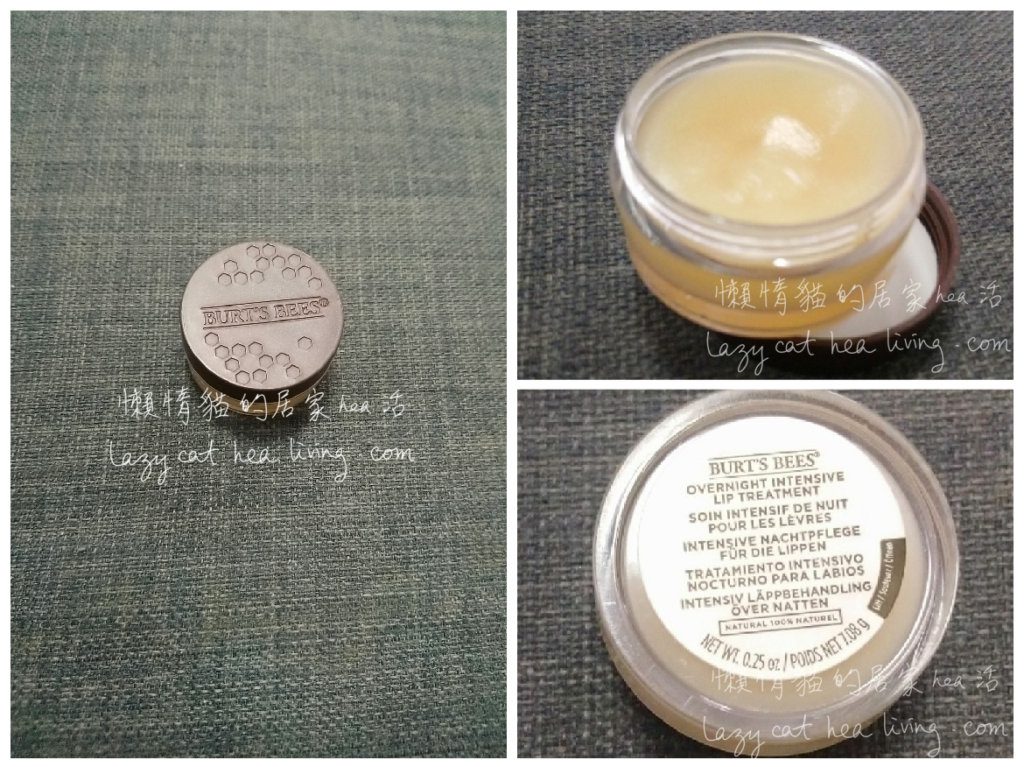 BURT'S BEES®
懶惰貓的居家hea活
lazy cat hea living.com
懶惰貓的居家hea活
lazy cat hea living.com
BURT'S BEES®
OVERNIGHT INTENSIVE
LIP TREATMENT
SOIN INTENSIF DE NUIT
POUR LES LÈVRES
INTENSIVE NACHTPFLEGE
FÜR DIE LIPPEN
TRATAMIENTO INTENSIVO
NOCTURNO PARA LABIOS
INTENSIV LÄPPBEHANDLING
ÖVER NATTEN
NATURAL 100% NATUREL
NET WT. 0.25 oz./POIDS NET 7.08 g
Lift / Soulever /
懶惰貓的居家hea活
lazy cat hea living.com